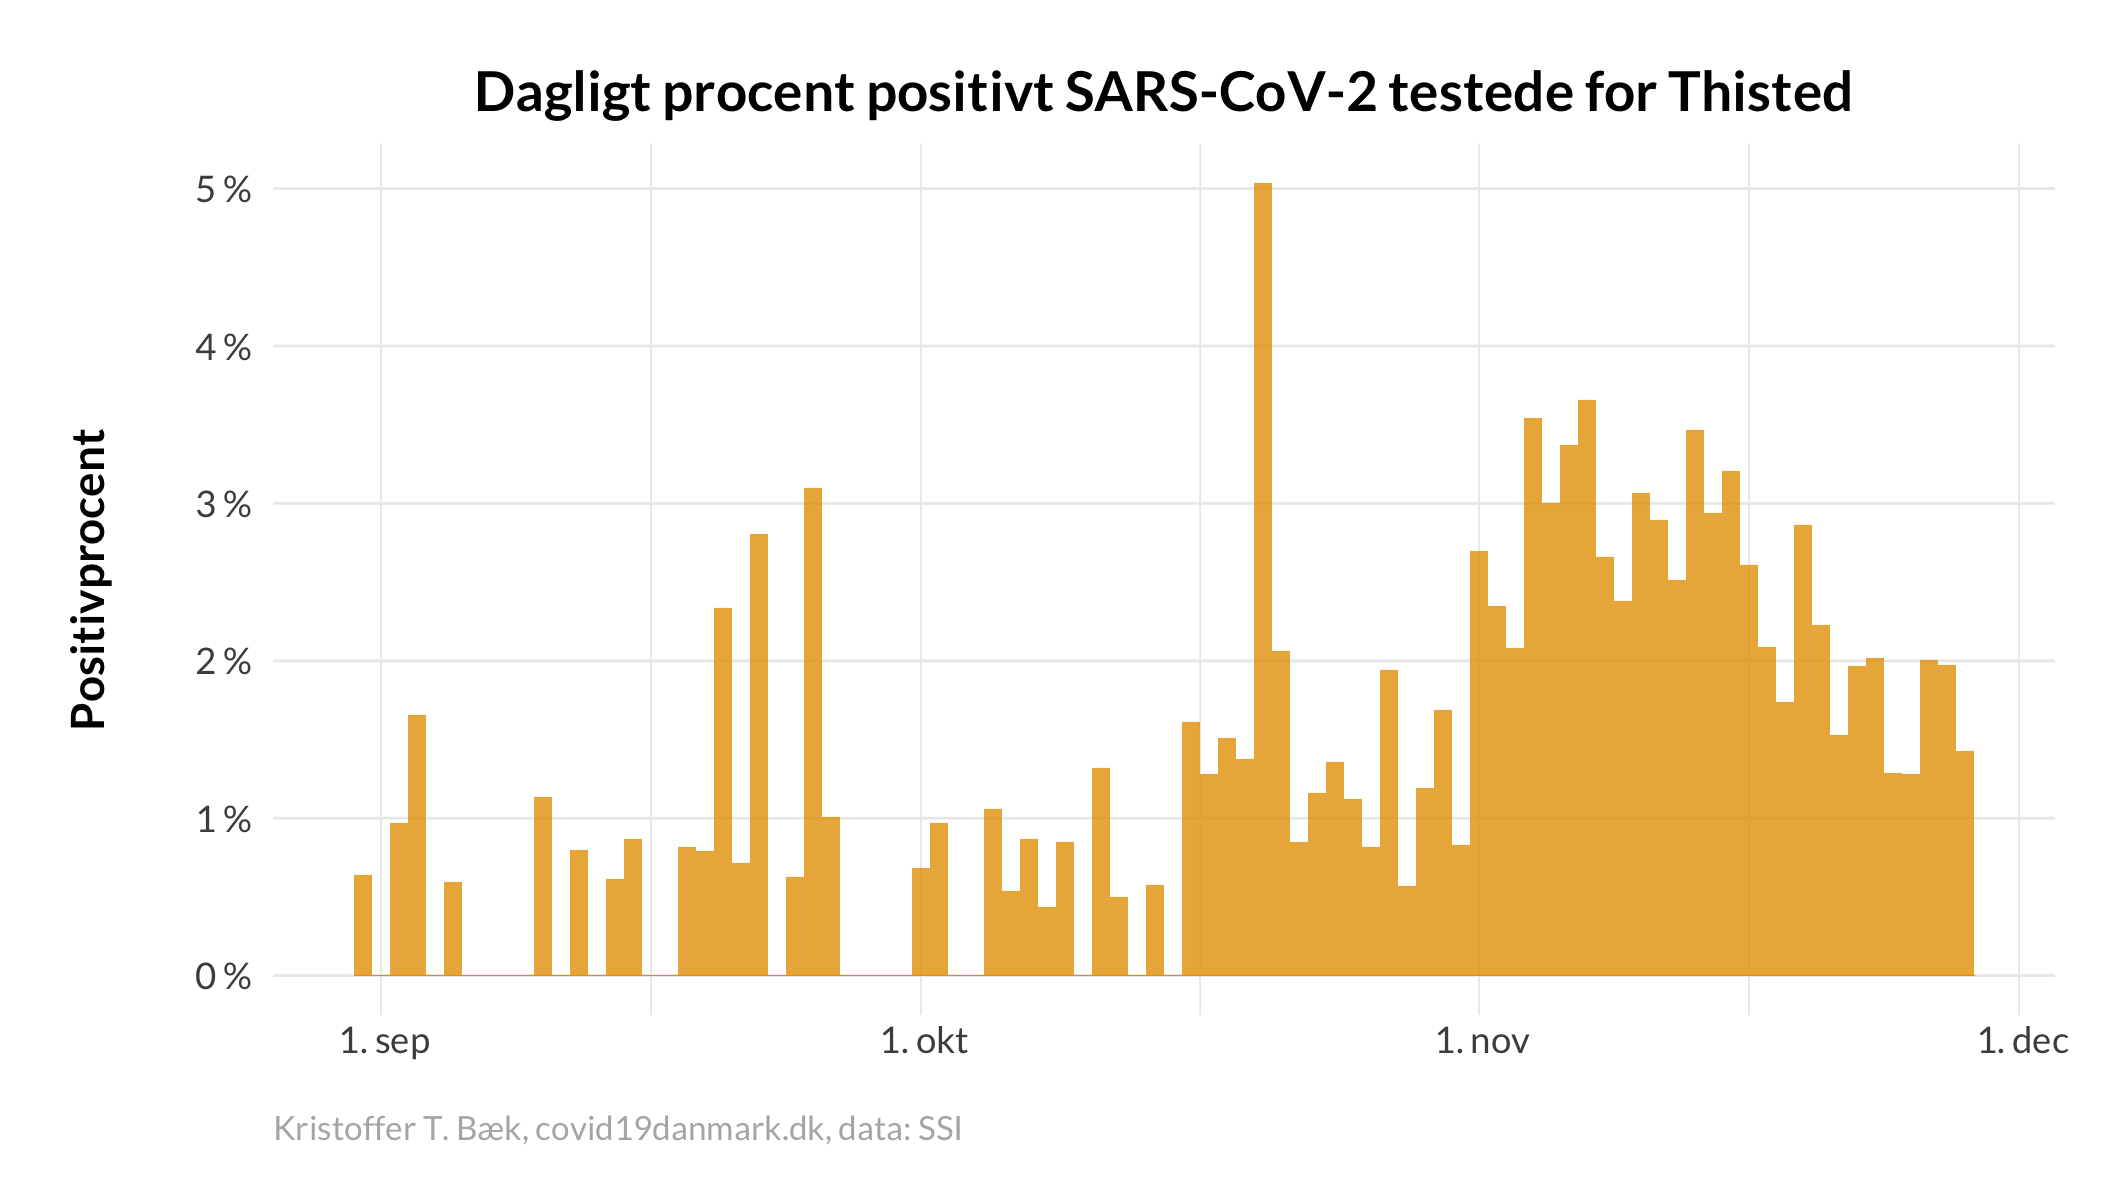 Dagligt procent positivt SARS-CoV-2 testede for Thisted
Positivprocent
5 %
4 %
3 %
2 %
1 %
0 %
1. sep
1. okt
1. nov
1. dec
Kristoffer T. Bæk, covid19danmark.dk, data: SSI